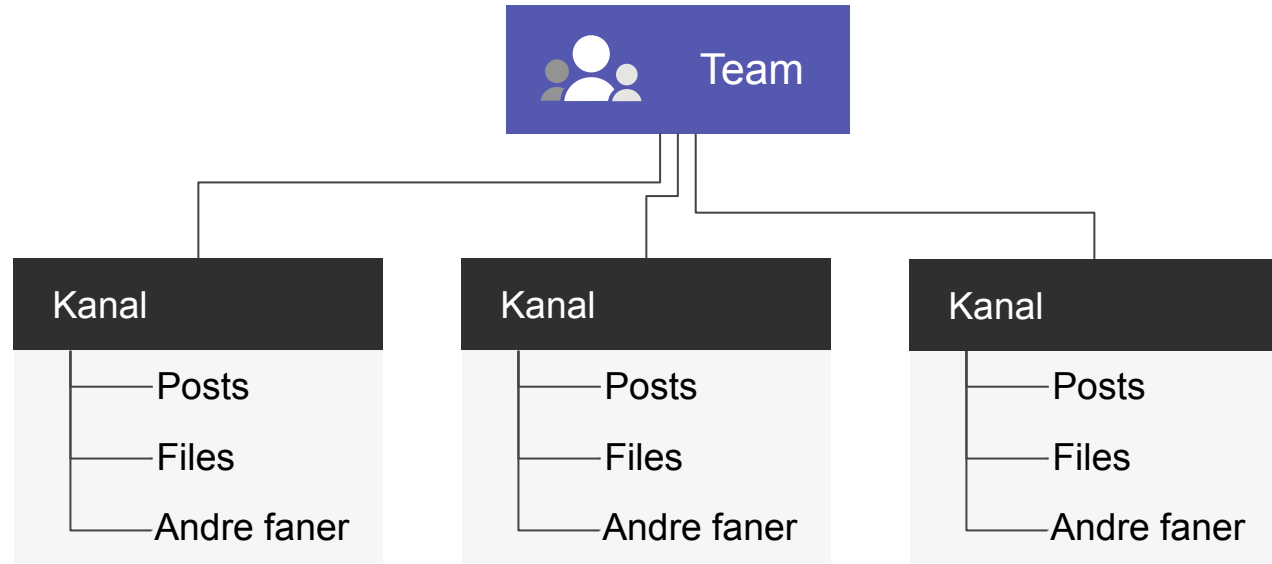 Team
Kanal
Posts
Files
Andre faner
Kanal
Posts
Files
Andre faner
Kanal
Posts
Files
Andre faner